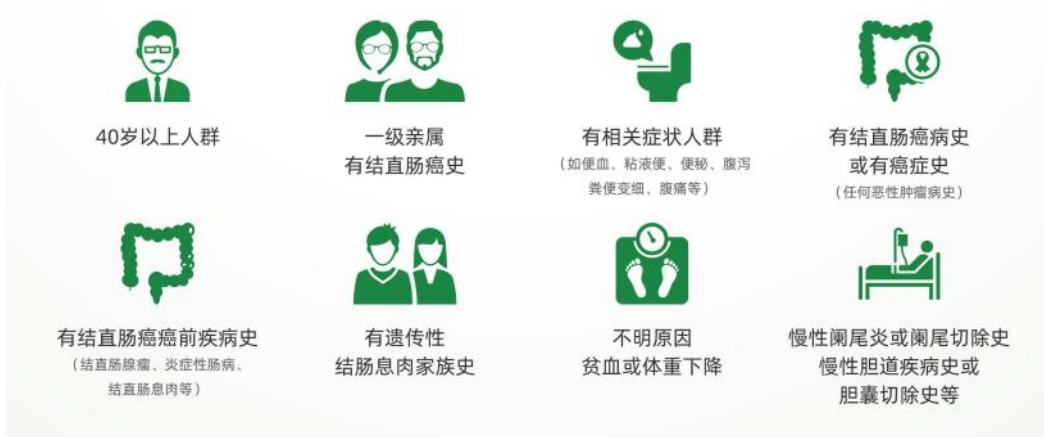 40岁以上人群
一级亲属
有结直肠癌史
有相关症状人群
（如便血、粘液便、便秘、腹泻
粪便变细、腹痛等）
有结直肠癌病史
或有癌症史
（任何恶性肿瘤病史）
有结直肠癌癌前疾病史
（结直肠腺瘤、炎症性肠病、
结直肠息肉等）
有遗传性
结肠息肉家族史
不明原因
贫血或体重下降
慢性阑尾炎或阑尾切除史
慢性胆道疾病史或
胆囊切除史等